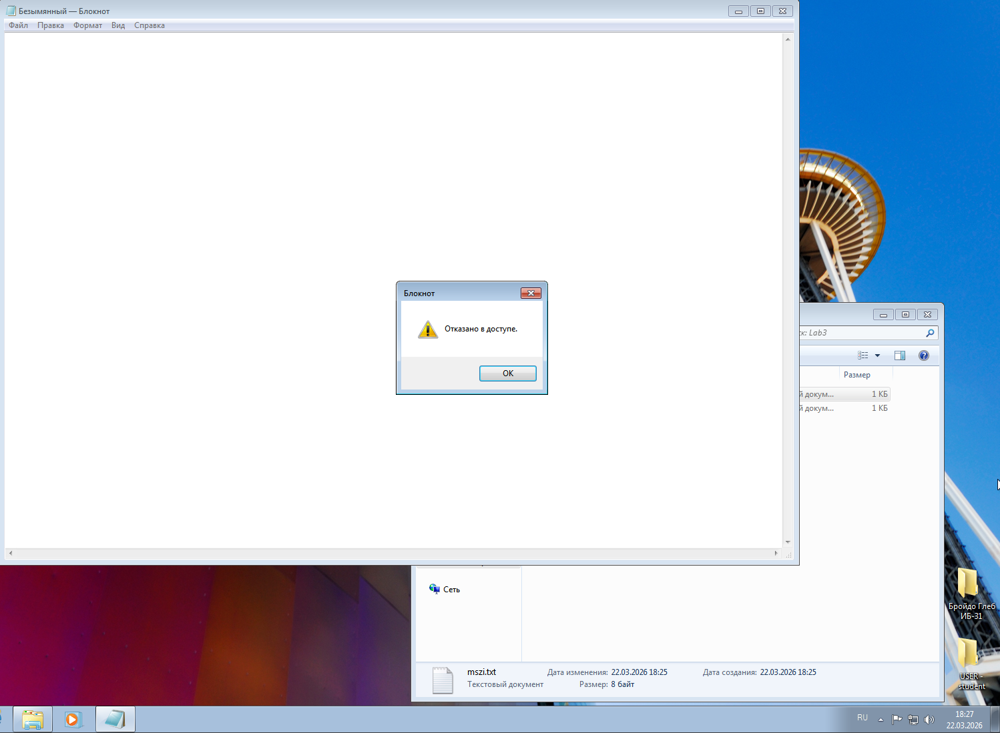 Безымянный — Блокнот
Файл Правка Формат Вид Справка
Блокнот
Отказано в доступе.
OK
ск: Lab3
Размер
й докум... 1 КБ
й докум... 1 КБ
Сеть
mszi.txt Дата изменения: 22.03.2026 18:25 Дата создания: 22.03.2026 18:25
Текстовый документ Размер: 8 байт
Бройдо Глеб
ИБ-31
USER -
student
RU
18:27
22.03.2026